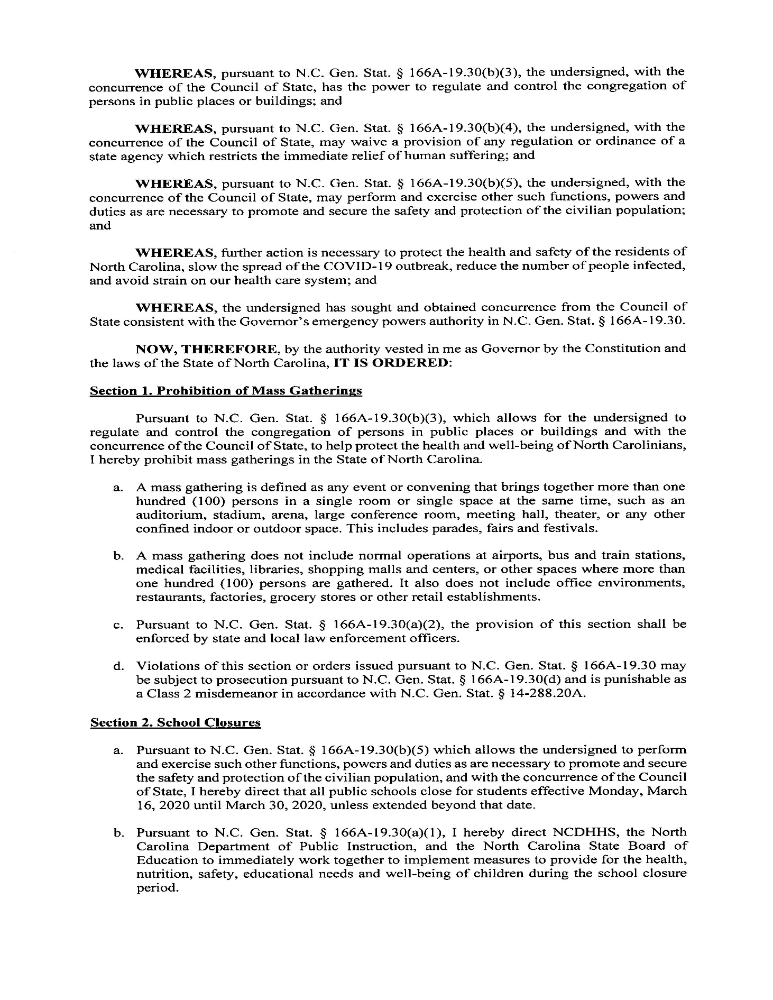 WHEREAS, pursuant to N.C. Gen. Stat. § 166A-19.30(b)(3), the undersigned, with the
concurrence of the Council of State, has the power to regulate and control the congregation of
persons in public places or buildings; and
WHEREAS, pursuant to N.C. Gen. Stat. § 166A-19.30(b)(4), the undersigned, with the
concurrence of the Council of State, may waive a provision of any regulation or ordinance of a
state agency which restricts the immediate relief of human suffering; and
WHEREAS, pursuant to N.C. Gen. Stat. § 166A-19.30(b)(5), the undersigned, with the
concurrence of the Council of State, may perform and exercise other such functions, powers and
duties as are necessary to promote and secure the safety and protection of the civilian population;
and
WHEREAS, further action is necessary to protect the health and safety of the residents of
North Carolina, slow the spread of the COVID-19 outbreak, reduce the number of people infected,
and avoid strain on our health care system; and
WHEREAS, the undersigned has sought and obtained concurrence from the Council of
State consistent with the Governor's emergency powers authority in N.C. Gen. Stat. § 166A-19.30.
NOW, THEREFORE, by the authority vested in me as Governor by the Constitution and
the laws of the State of North Carolina, IT IS ORDERED:
Section 1. Prohibition of Mass Gatherings
Pursuant to N.C. Gen. Stat. § 166A-19.30(b)(3), which allows for the undersigned to
regulate and control the congregation of persons in public places or buildings and with the
concurrence of the Council of State, to help protect the health and well-being of North Carolinians,
I hereby prohibit mass gatherings in the State of North Carolina.
a. A mass gathering is defined as any event or convening that brings together more than one
hundred (100) persons in a single room or single space at the same time, such as an
auditorium, stadium, arena, large conference room, meeting hall, theater, or any other
confined indoor or outdoor space. This includes parades, fairs and festivals.
b. A mass gathering does not include normal operations at airports, bus and train stations,
medical facilities, libraries, shopping malls and centers, or other spaces where more than
one hundred (100) persons are gathered. It also does not include office environments,
restaurants, factories, grocery stores or other retail establishments.
c. Pursuant to N.C. Gen. Stat. § 166A-19.30(a)(2), the provision of this section shall be
enforced by state and local law enforcement officers.
d. Violations of this section or orders issued pursuant to N.C. Gen. Stat. § 166A-19.30 may
be subject to prosecution pursuant to N.C. Gen. Stat. § 166A-19.30(d) and is punishable as
a Class 2 misdemeanor in accordance with N.C. Gen. Stat. § 14-288.20A.
Section 2. School Closures
a. Pursuant to N.C. Gen. Stat. § 166A-19.30(b)(5) which allows the undersigned to perform
and exercise such other functions, powers and duties as are necessary to promote and secure
the safety and protection of the civilian population, and with the concurrence of the Council
of State, I hereby direct that all public schools close for students effective Monday, March
16, 2020 until March 30, 2020, unless extended beyond that date.
b. Pursuant to N.C. Gen. Stat. § 166A-19.30(a)(1), I hereby direct NCDHHS, the North
Carolina Department of Public Instruction, and the North Carolina State Board of
Education to immediately work together to implement measures to provide for the health,
nutrition, safety, educational needs and well-being of children during the school closure
period.